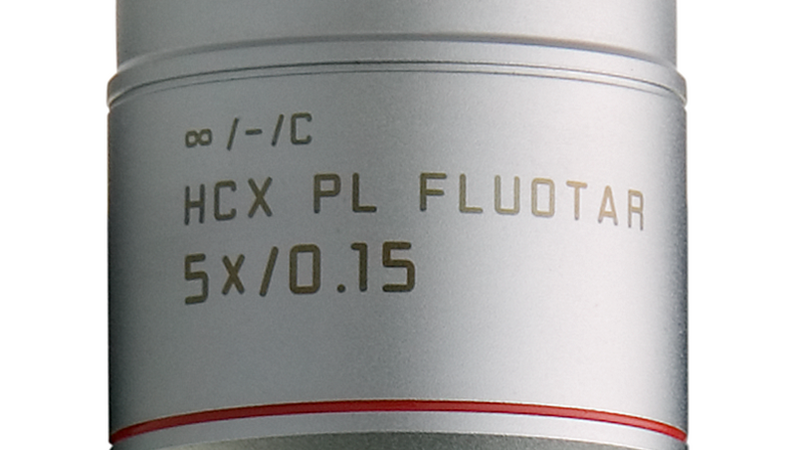 ∞/-/C
HCX PL FLUOTAR
5x/0.15